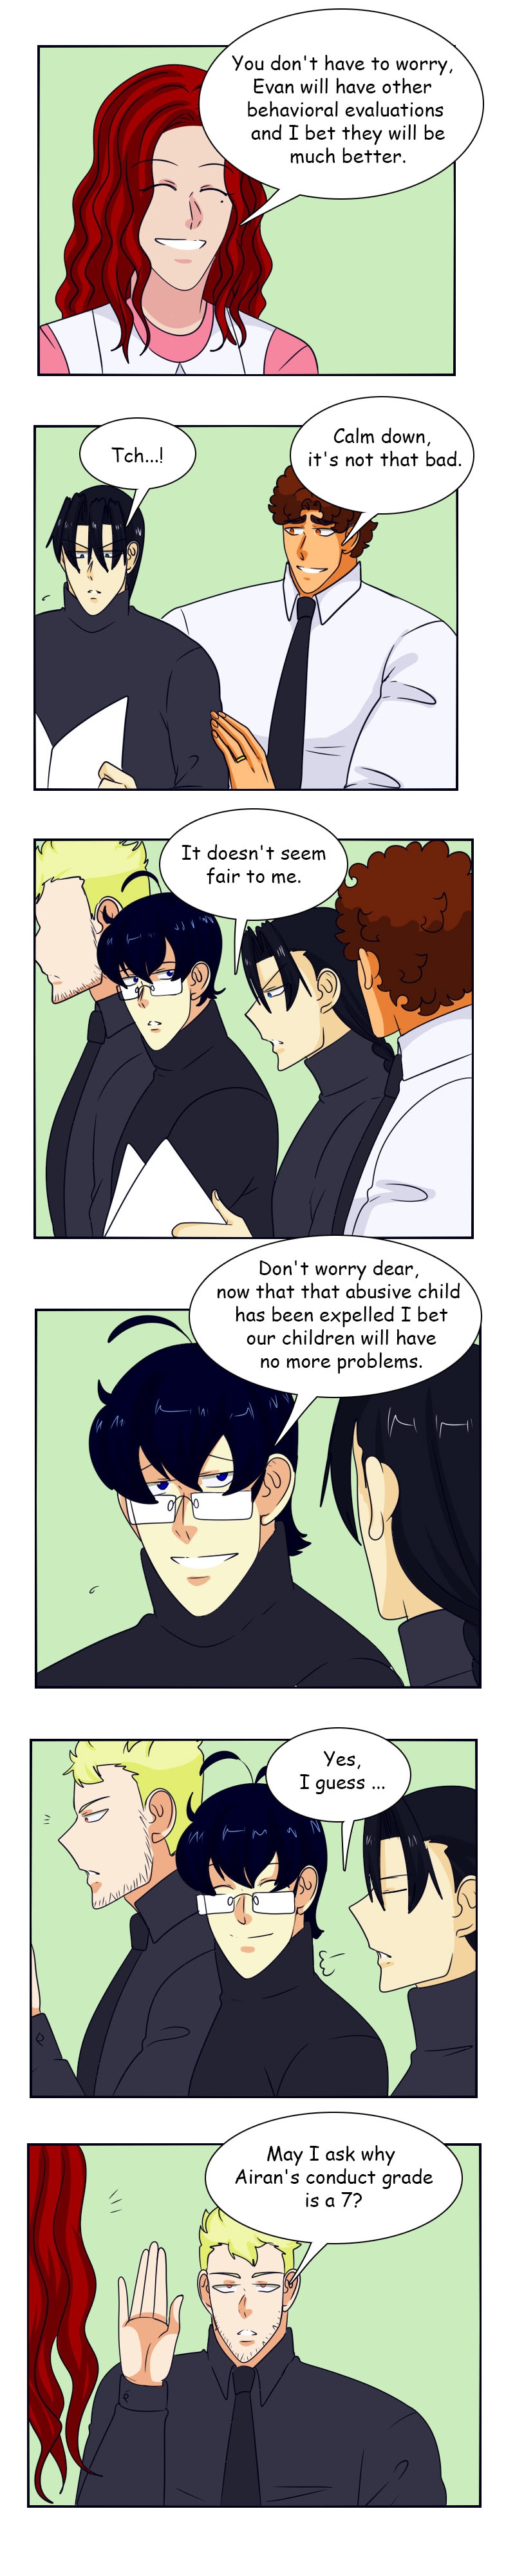 You don't have to worry,
Evan will have other
behavioral evaluations
and I bet they will be
much better.
Tch...!
Calm down,
it's not that bad.
It doesn't seem
fair to me.
Don't worry dear,
now that that abusive child
has been expelled I bet
our children will have
no more problems.
Yes,
I guess ...
May I ask why
Airan's conduct grade
is a 7?